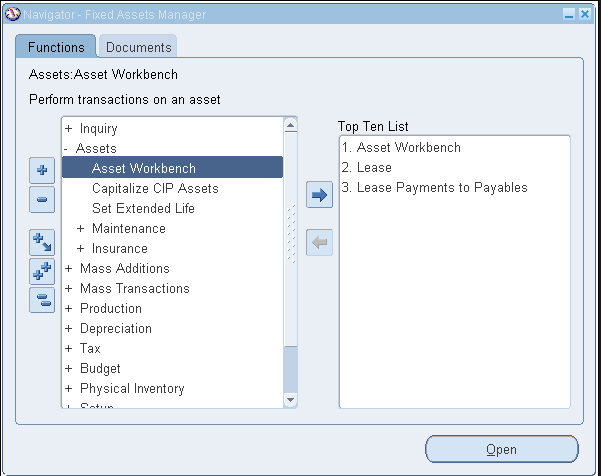 Navigator - Fixed Assets Manager
Functions
Documents
Assets:Asset Workbench
Perform transactions on an asset
+ Inquiry
- Assets
Asset Workbench
Capitalize CIP Assets
Set Extended Life
+ Maintenance
+ Insurance
+ Mass Additions
+ Mass Transactions
+ Production
+ Depreciation
+ Tax
+ Budget
+ Physical Inventory
+ Setup
Top Ten List
1. Asset Workbench
2. Lease
3. Lease Payments to Payables
Open